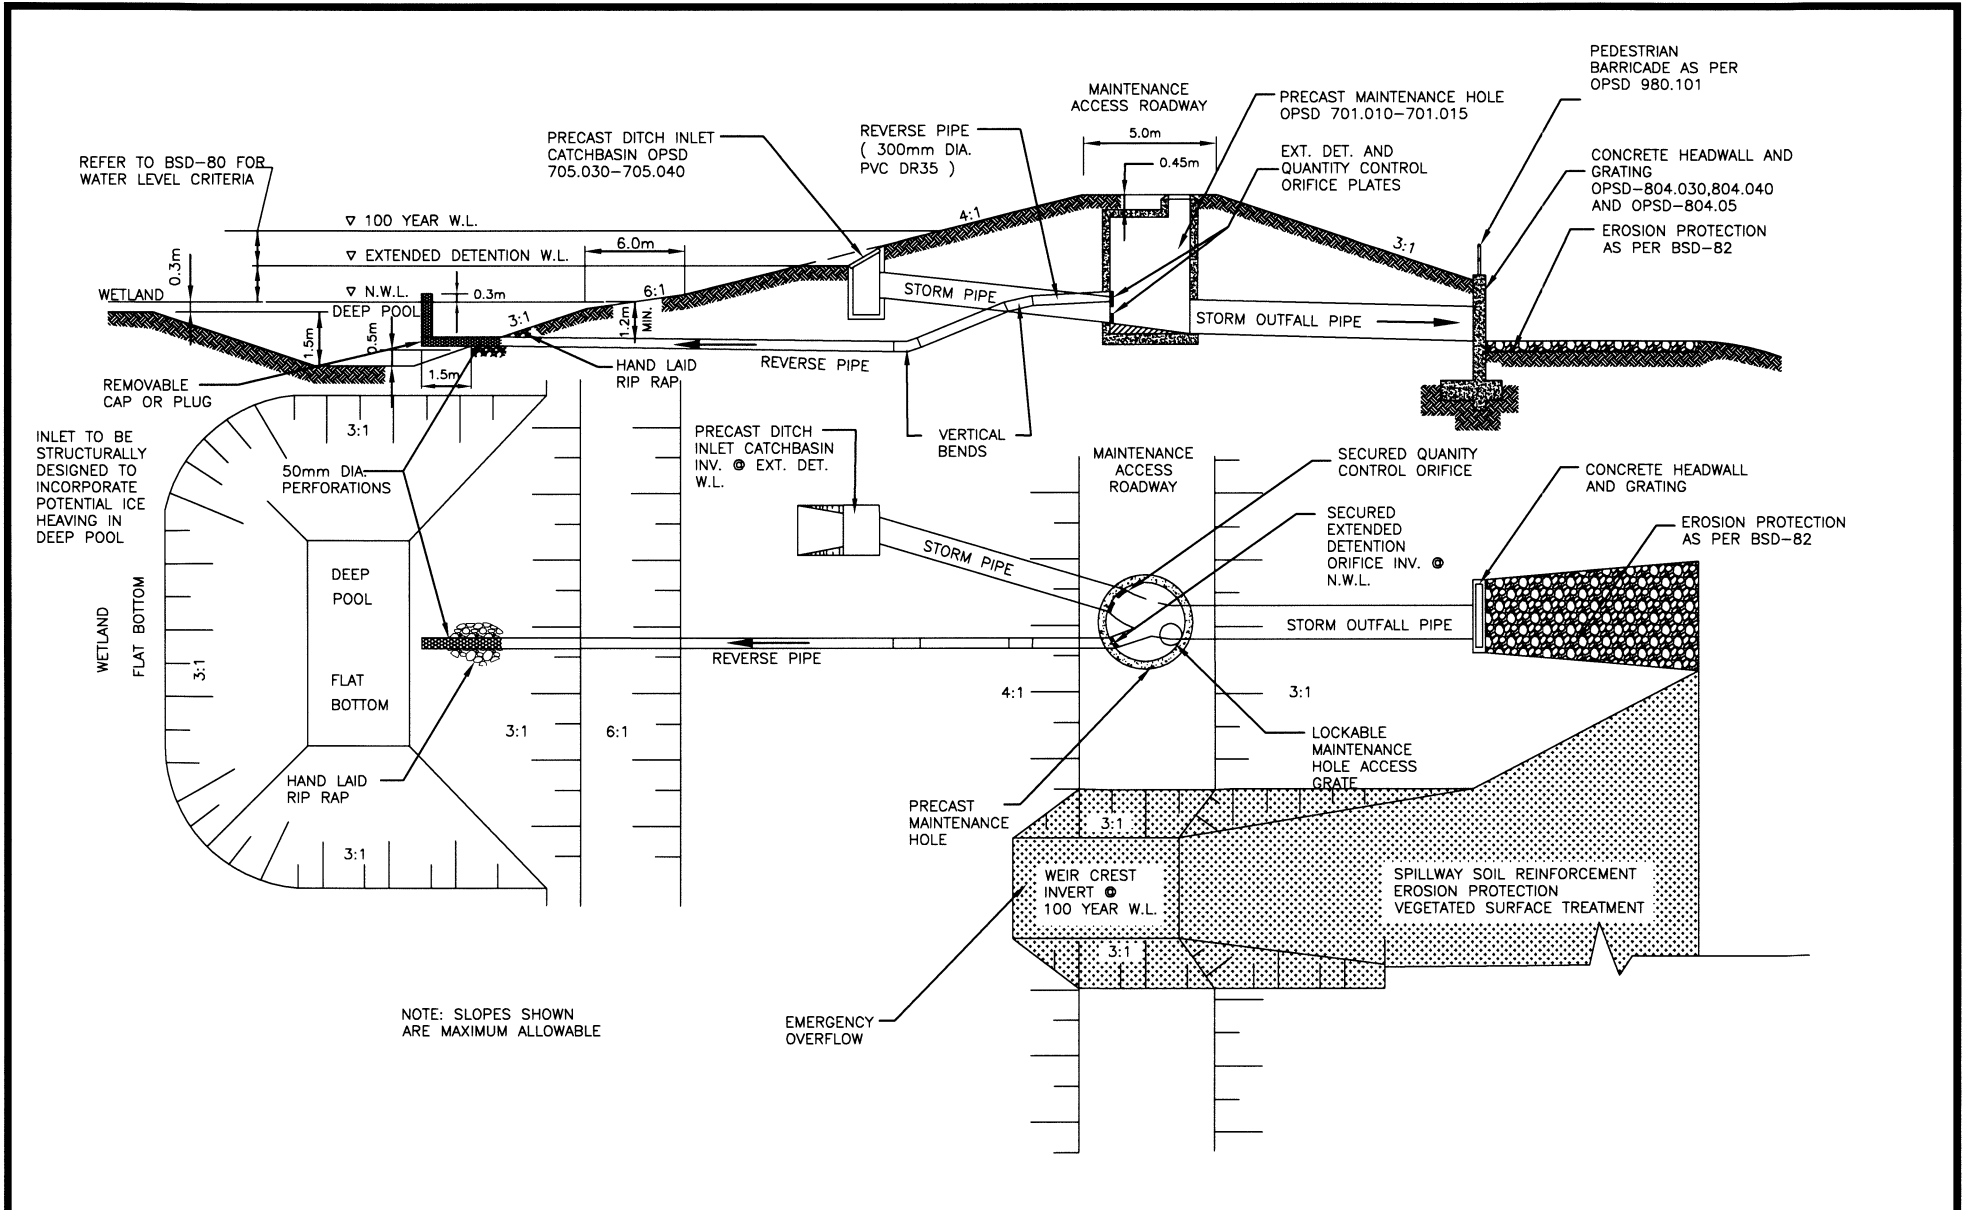 PEDESTRIAN
BARRICADE AS PER
OPSD 980.101
MAINTENANCE
ACCESS ROADWAY
PRECAST MAINTENANCE HOLE
OPSD 701.010-701.015
5.0m
0.45m
REVERSE PIPE
( 300mm DIA.
PVC DR35 )
PRECAST DITCH INLET
CATCHBASIN OPSD
705.030-705.040
EXT. DET. AND
QUANTITY CONTROL
ORIFICE PLATES
CONCRETE HEADWALL AND
GRATING
OPSD-804.030,804.040
AND OPSD-804.05
REFER TO BSD-80 FOR
WATER LEVEL CRITERIA
EROSION PROTECTION
AS PER BSD-82
100 YEAR W.L.
4:1
3:1
6.0m
EXTENDED DETENTION W.L.
0.3m
WETLAND
N.W.L.
0.3m
6:1
STORM PIPE
DEEP POOL
3:1
1.2m
MIN.
STORM OUTFALL PIPE
1.5m
0.5m
REVERSE PIPE
HAND LAID
RIP RAP
1.5m
REMOVABLE
CAP OR PLUG
3:1
INLET TO BE
STRUCTURALLY
DESIGNED TO
INCORPORATE
POTENTIAL ICE
HEAVING IN
DEEP POOL
50mm DIA.
PERFORATIONS
PRECAST DITCH
INLET CATCHBASIN
INV. @ EXT. DET.
W.L.
VERTICAL
BENDS
MAINTENANCE
ACCESS
ROADWAY
SECURED QUANITY
CONTROL ORIFICE
CONCRETE HEADWALL
AND GRATING
SECURED
EXTENDED
DETENTION
ORIFICE INV. @
N.W.L.
EROSION PROTECTION
AS PER BSD-82
STORM PIPE
DEEP
POOL
WETLAND
FLAT BOTTOM
3:1
STORM OUTFALL PIPE
REVERSE PIPE
FLAT
BOTTOM
4:1
3:1
3:1
6:1
LOCKABLE
MAINTENANCE
HOLE ACCESS
GRATE
HAND LAID
RIP RAP
PRECAST
MAINTENANCE
HOLE
3:1
3:1
WEIR CREST
INVERT @
100 YEAR W.L.
SPILLWAY SOIL REINFORCEMENT
EROSION PROTECTION
VEGETATED SURFACE TREATMENT
3:1
NOTE: SLOPES SHOWN
ARE MAXIMUM ALLOWABLE
EMERGENCY
OVERFLOW